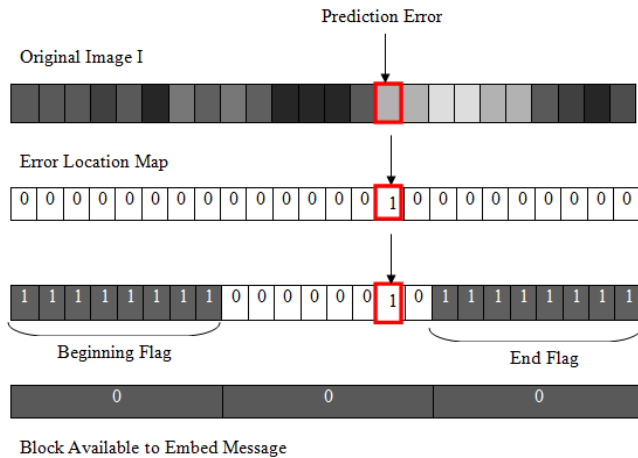 Prediction Error
Original Image I
Error Location Map
0 0 0 0 0 0 0 0 0 0 0 0 0 0 1 0 0 0 0 0 0 0 0 0
1 1 1 1 1 1 1 1 0 0 0 0 0 0 1 0 1 1 1 1 1 1 1 1
Beginning Flag
End Flag
0 0 0
Block Available to Embed Message